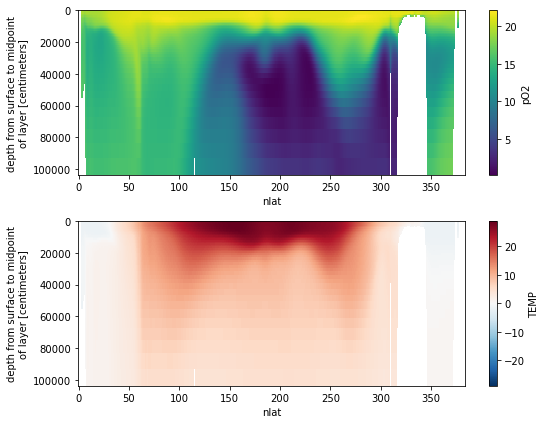 0
20000
40000
60000
80000
100000
depth from surface to midpoint
of layer [centimeters]
0 50 100 150 200 250 300 350
nlat
20
15
10
5
pO2
0
20000
40000
60000
80000
100000
depth from surface to midpoint
of layer [centimeters]
0 50 100 150 200 250 300 350
nlat
20
10
0
−10
−20
TEMP